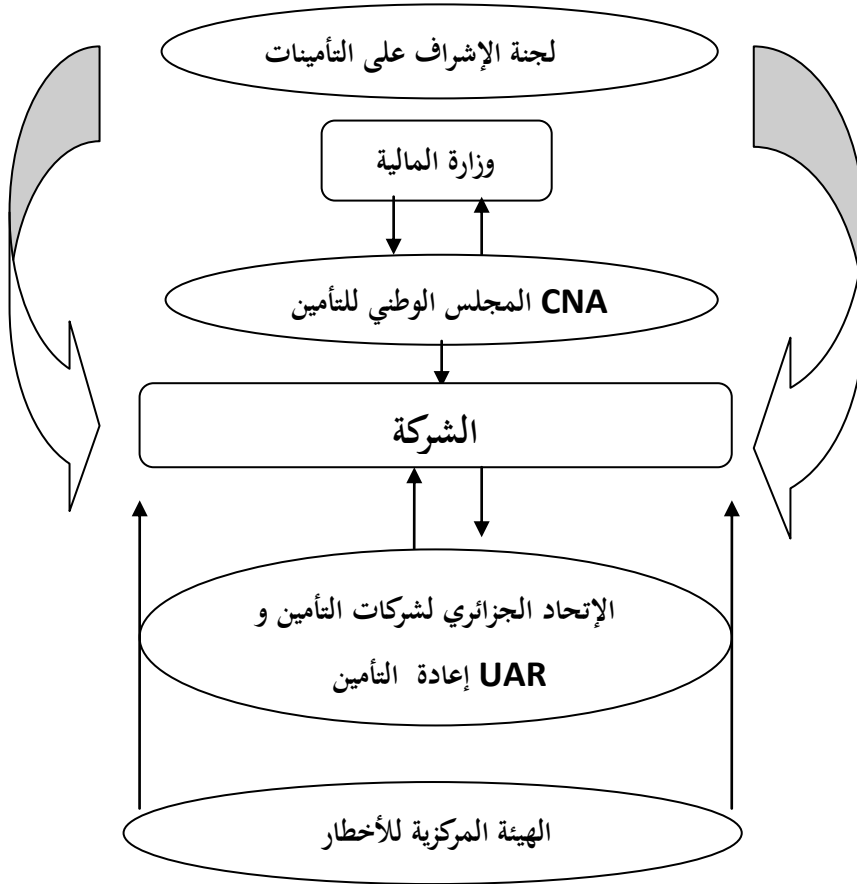 لجنة الإشراف على التأمينات
وزارة المالية
CNA المجلس الوطني للتأمين
الشركة
الإتحاد الجزائري لشركات التأمين و
UAR إعادة التأمين
الهيئة المركزية للأخطار